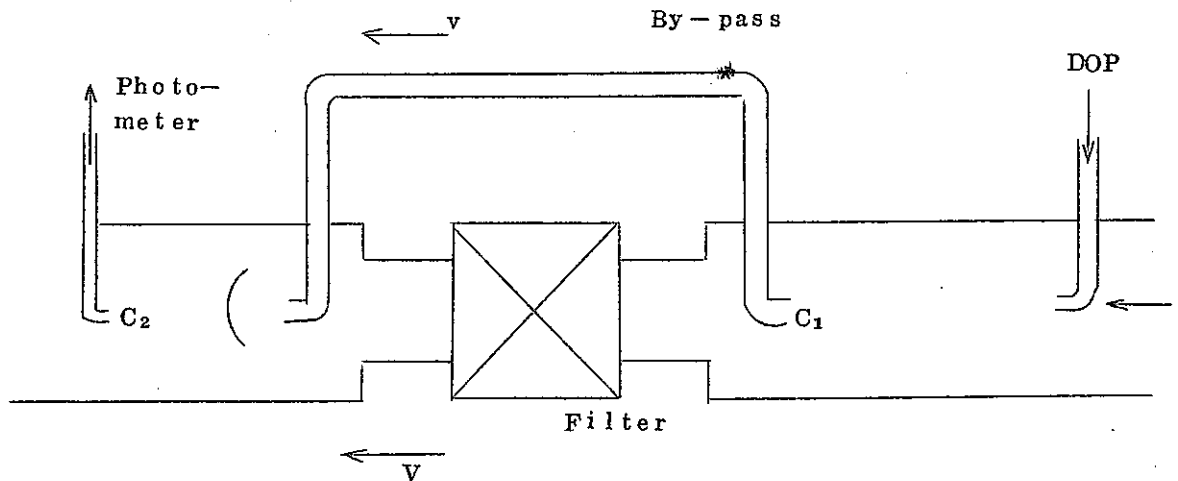 v
By-pass
DOP
Photo-
meter
C₂
C₁
Filter
V